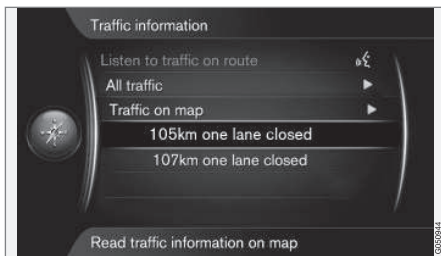 Traffic information
Listen to traffic on route
All traffic
Traffic on map
105km one lane closed
107km one lane closed
Read traffic information on map
G050944